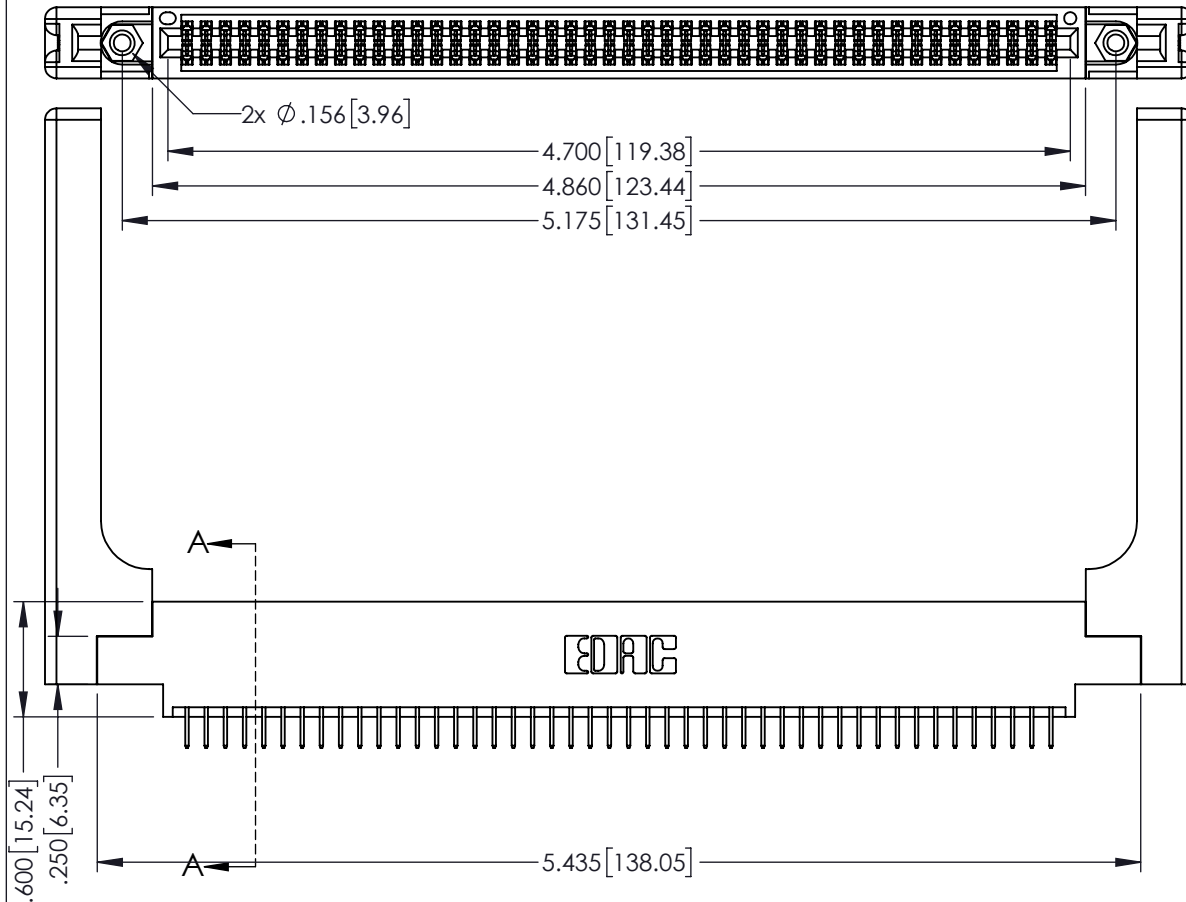 2x Ø .156[3.96]
4.700[119.38]
4.860[123.44]
5.175[131.45]
A
EDAC
.600[15.24]
.250[6.35]
A
5.435[138.05]